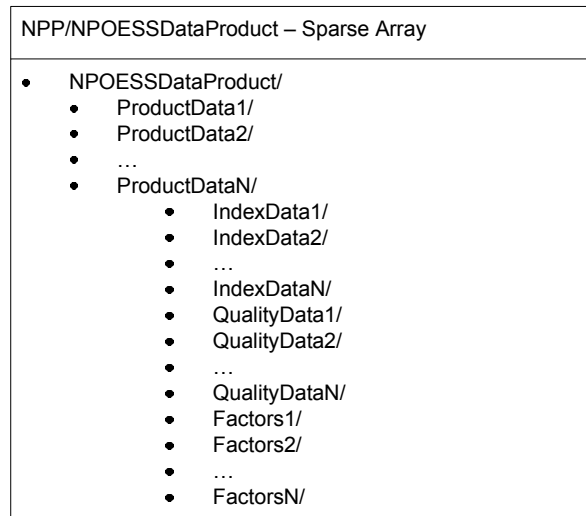 NPP/NPOESSDataProduct – Sparse Array
• NPOESSDataProduct/
• ProductData1/
• ProductData2/
• …
• ProductDataN/
• IndexData1/
• IndexData2/
• …
• IndexDataN/
• QualityData1/
• QualityData2/
• …
• QualityDataN/
• Factors1/
• Factors2/
• …
• FactorsN/